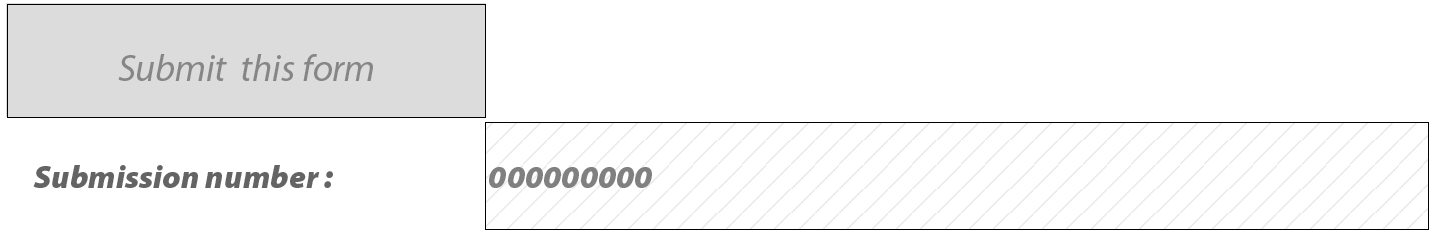 Submit this form
Submission number : 000000000